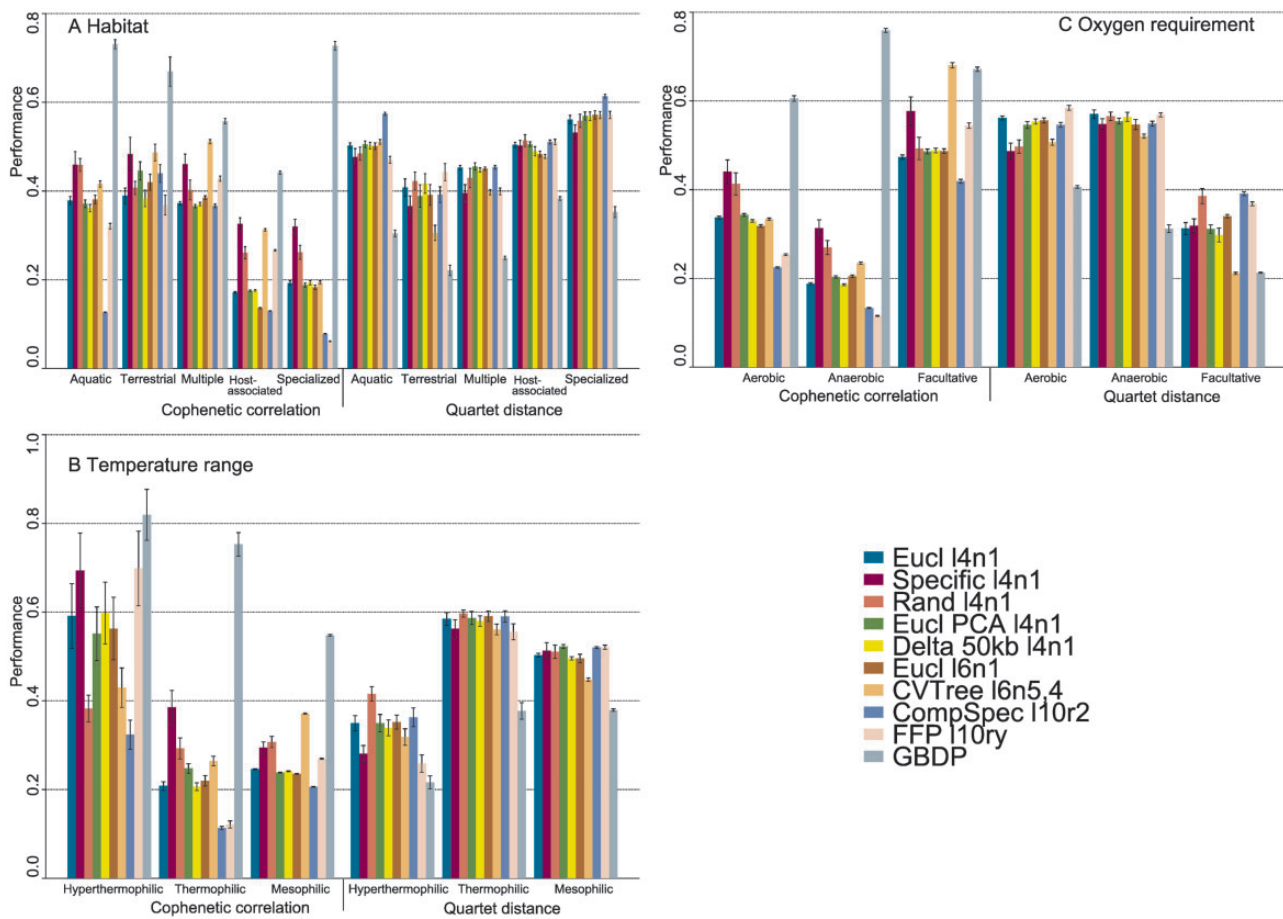 A Habitat
Performance
0.8
0.6
0.4
0.2
0.0
Aquatic Terrestrial Multiple Host-associated Specialized Aquatic Terrestrial Multiple Host-associated Specialized
Cophenetic correlation Quartet distance
C Oxygen requirement
Performance
0.8
0.6
0.4
0.2
0.0
Aerobic Anaerobic Facultative Aerobic Anaerobic Facultative
Cophenetic correlation Quartet distance
B Temperature range
Performance
1.0
0.8
0.6
0.4
0.2
0.0
Hyperthermophilic Thermophilic Mesophilic Hyperthermophilic Thermophilic Mesophilic
Cophenetic correlation Quartet distance
Eucl l4n1
Specific l4n1
Rand l4n1
Eucl PCA l4n1
Delta 50kb l4n1
Eucl l6n1
CVTree l6n5,4
CompSpec l10r2
FFP l10ry
GBDP